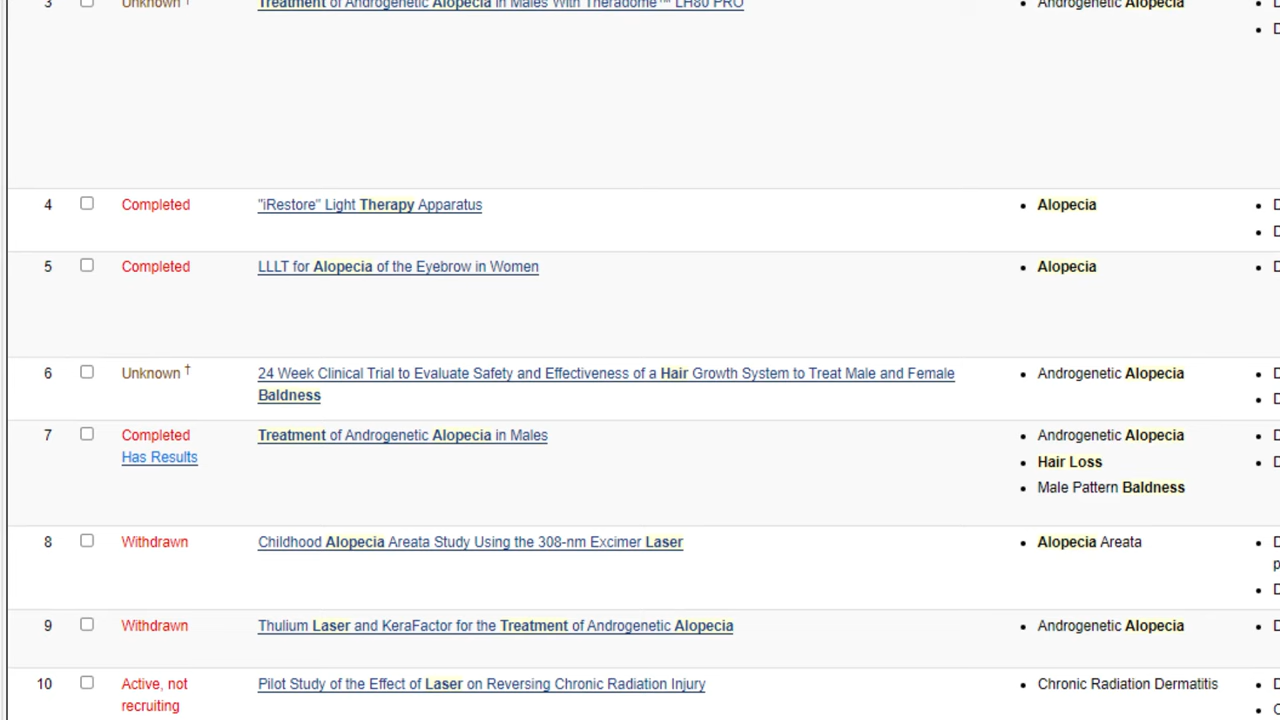 3 Unknown † Treatment of Androgenetic Alopecia in Males With Theradome™ LH80 PRO • Androgenetic Alopecia • D
• D
4 Completed "iRestore" Light Therapy Apparatus • Alopecia • D
• D
5 Completed LLLT for Alopecia of the Eyebrow in Women • Alopecia • D
6 Unknown † 24 Week Clinical Trial to Evaluate Safety and Effectiveness of a Hair Growth System to Treat Male and Female • Androgenetic Alopecia • D
Baldness • D
7 Completed Treatment of Androgenetic Alopecia in Males • Androgenetic Alopecia • D
Has Results • Hair Loss • D
• Male Pattern Baldness
8 Withdrawn Childhood Alopecia Areata Study Using the 308-nm Excimer Laser • Alopecia Areata • D
p
• D
9 Withdrawn Thulium Laser and KeraFactor for the Treatment of Androgenetic Alopecia • Androgenetic Alopecia • D
10 Active, not Pilot Study of the Effect of Laser on Reversing Chronic Radiation Injury • Chronic Radiation Dermatitis • D
recruiting • C